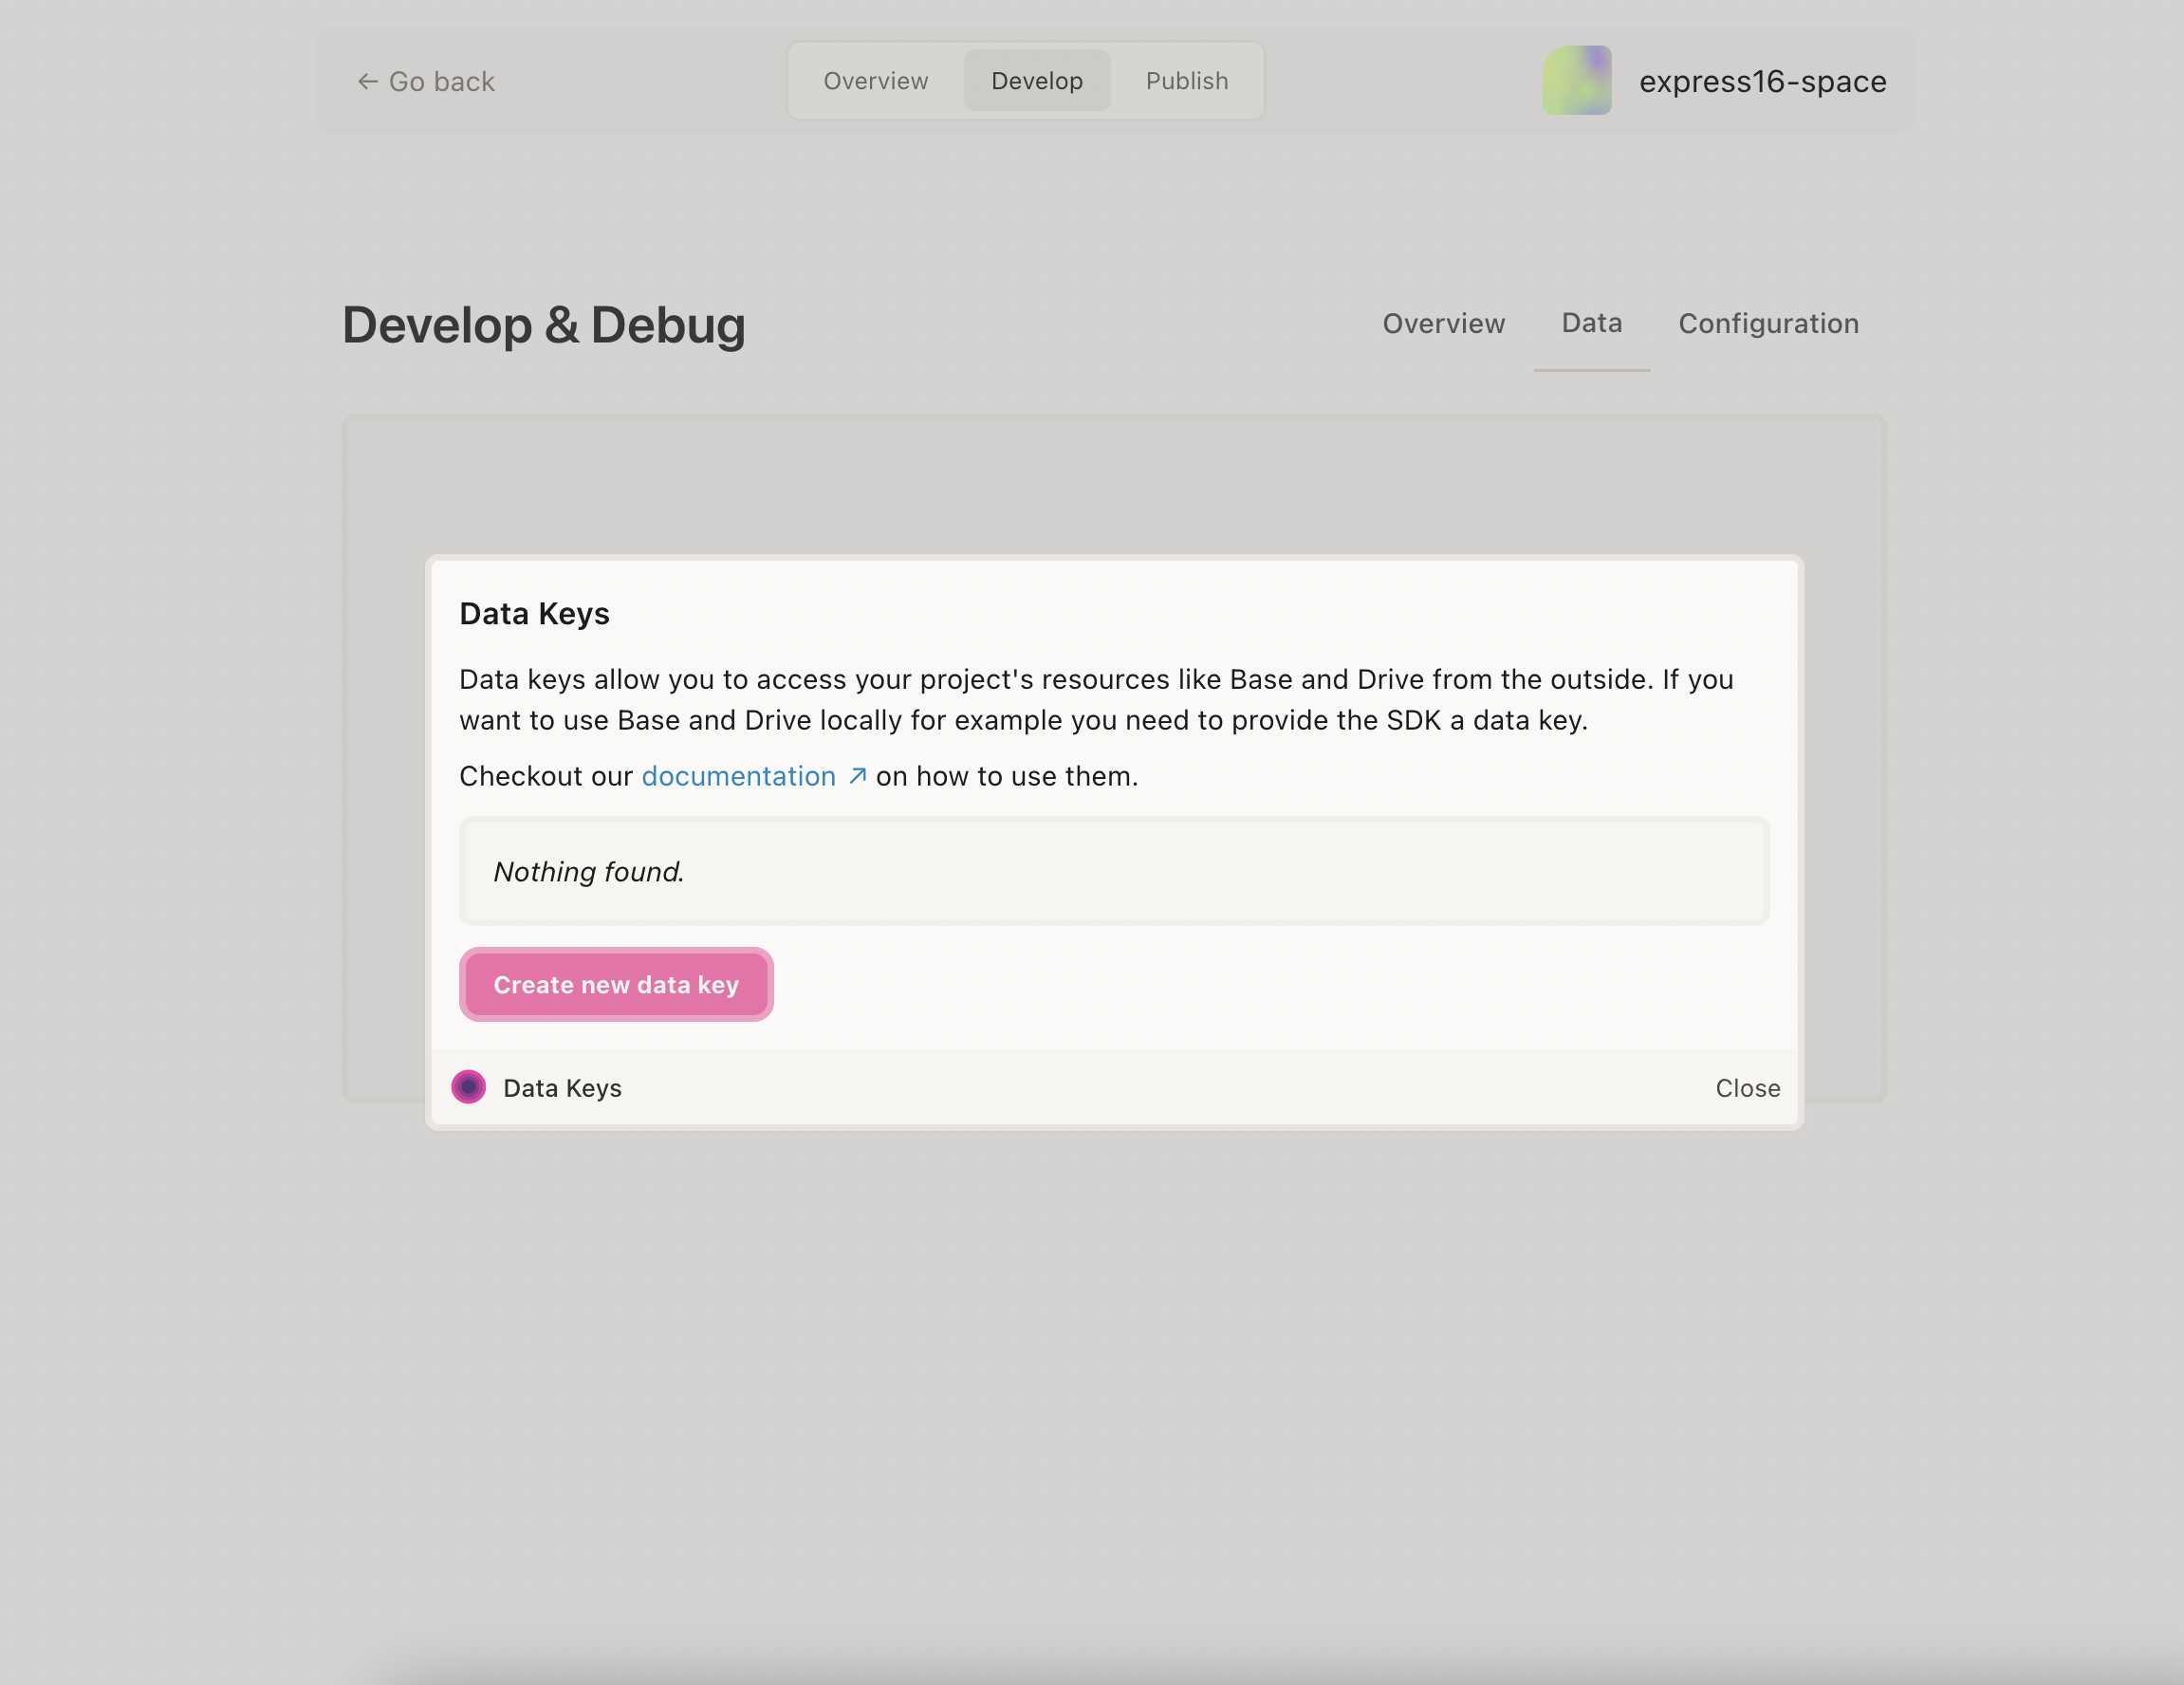 ← Go back
Overview
Develop
Publish
express16-space
Develop & Debug
Overview
Data
Configuration
Data Keys
Data keys allow you to access your project's resources like Base and Drive from the outside. If you
want to use Base and Drive locally for example you need to provide the SDK a data key.
Checkout our documentation ↗ on how to use them.
Nothing found.
Create new data key
Data Keys
Close